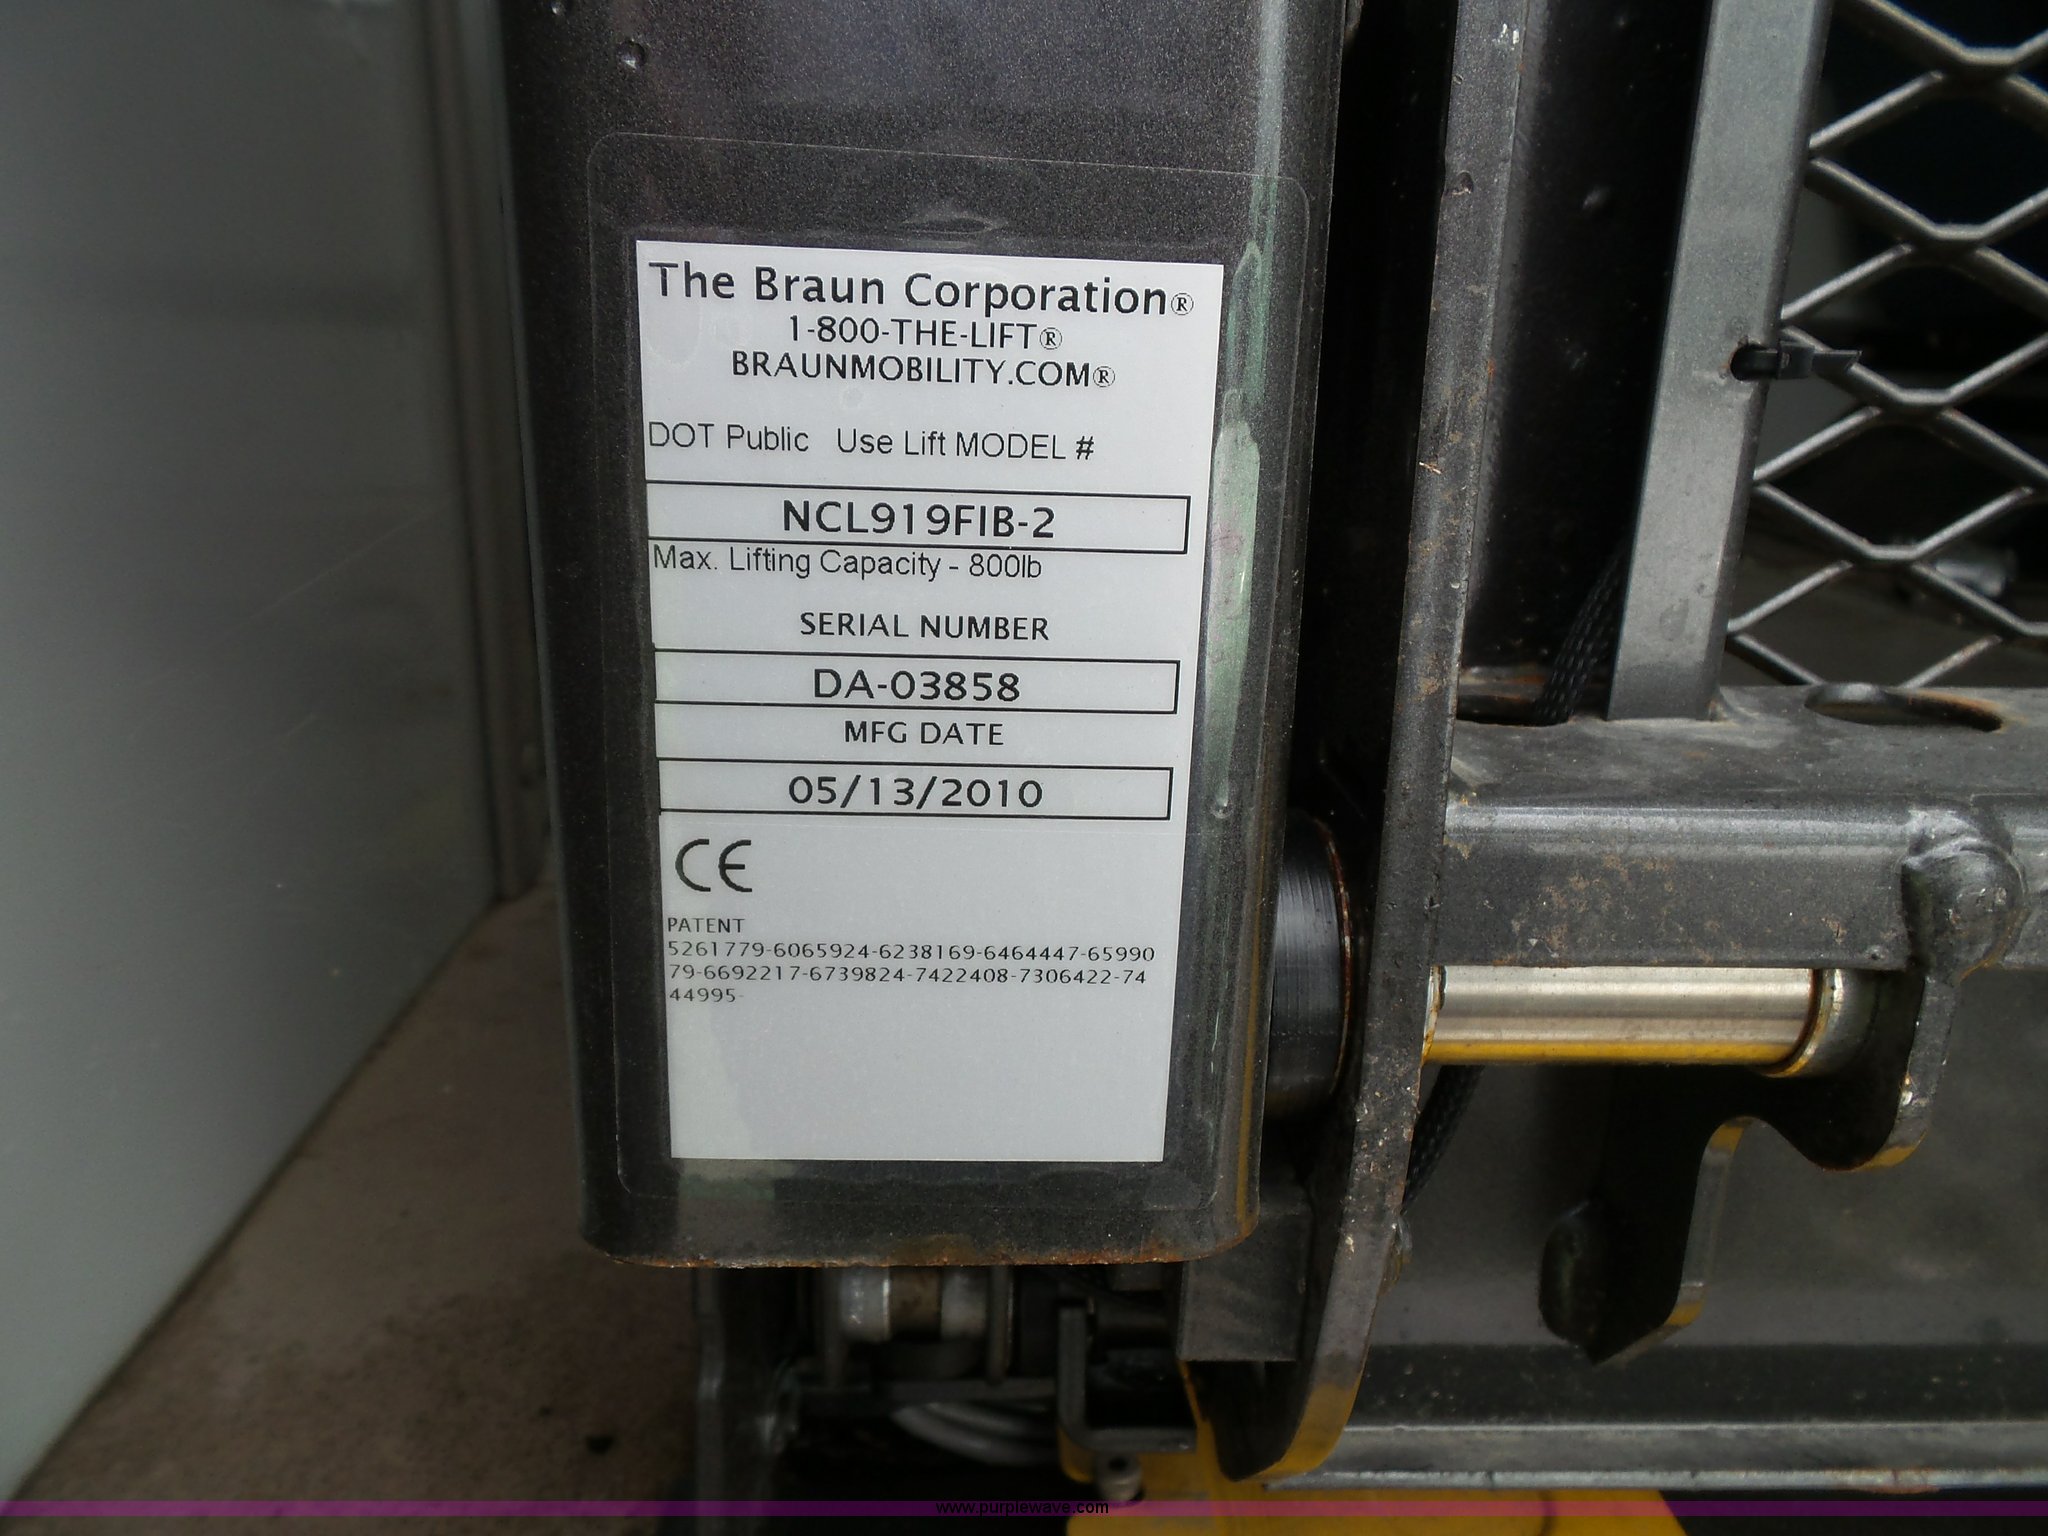 The Braun Corporation®
1-800-THE-LIFT®
BRAUNMOBILITY.COM®
DOT Public Use Lift MODEL #
NCL919FIB-2
Max. Lifting Capacity - 800lb
SERIAL NUMBER
DA-03858
MFG DATE
05/13/2010
CE
PATENT
5261779-6065924-6238169-6464447-65990
79-6692217-6739824-7422408-7306422-74
44995-
www.purplewave.com